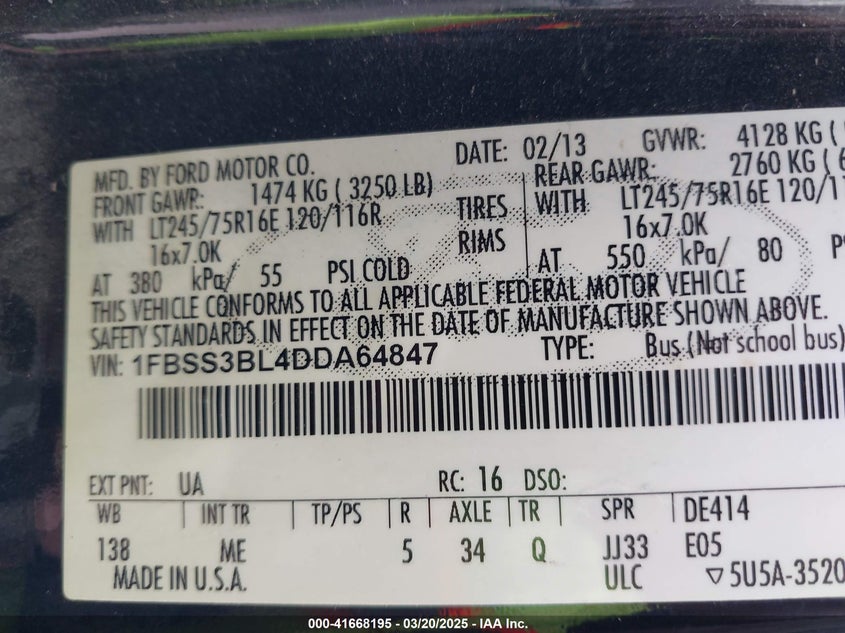 MFD. BY FORD MOTOR CO. DATE: 02/13 GVWR: 4128 KG (
FRONT GAWR: 1474 KG ( 3250 LB) REAR GAWR: 2760 KG (
WITH LT245/75R16E 120/116R TIRES WITH LT245/75R16E 120/11
16x7.0K RIMS 16x7.0K
AT 380 kPa/ 55 PSI COLD AT 550 kPa/ 80
THIS VEHICLE CONFORMS TO ALL APPLICABLE FEDERAL MOTOR VEHICLE
SAFETY STANDARDS IN EFFECT ON THE DATE OF MANUFACTURE SHOWN ABOVE.
VIN: 1FBSS3BL4DDA64847 TYPE: Bus (Not school bus)
EXT PNT: UA RC: 16 DSO:
WB INT TR TP/PS R AXLE TR SPR DE414
138 ME 5 34 Q JJ33 E05
MADE IN U.S.A. ULC ▽5U5A-3520
000-41668195 - 03/20/2025 - IAA Inc.